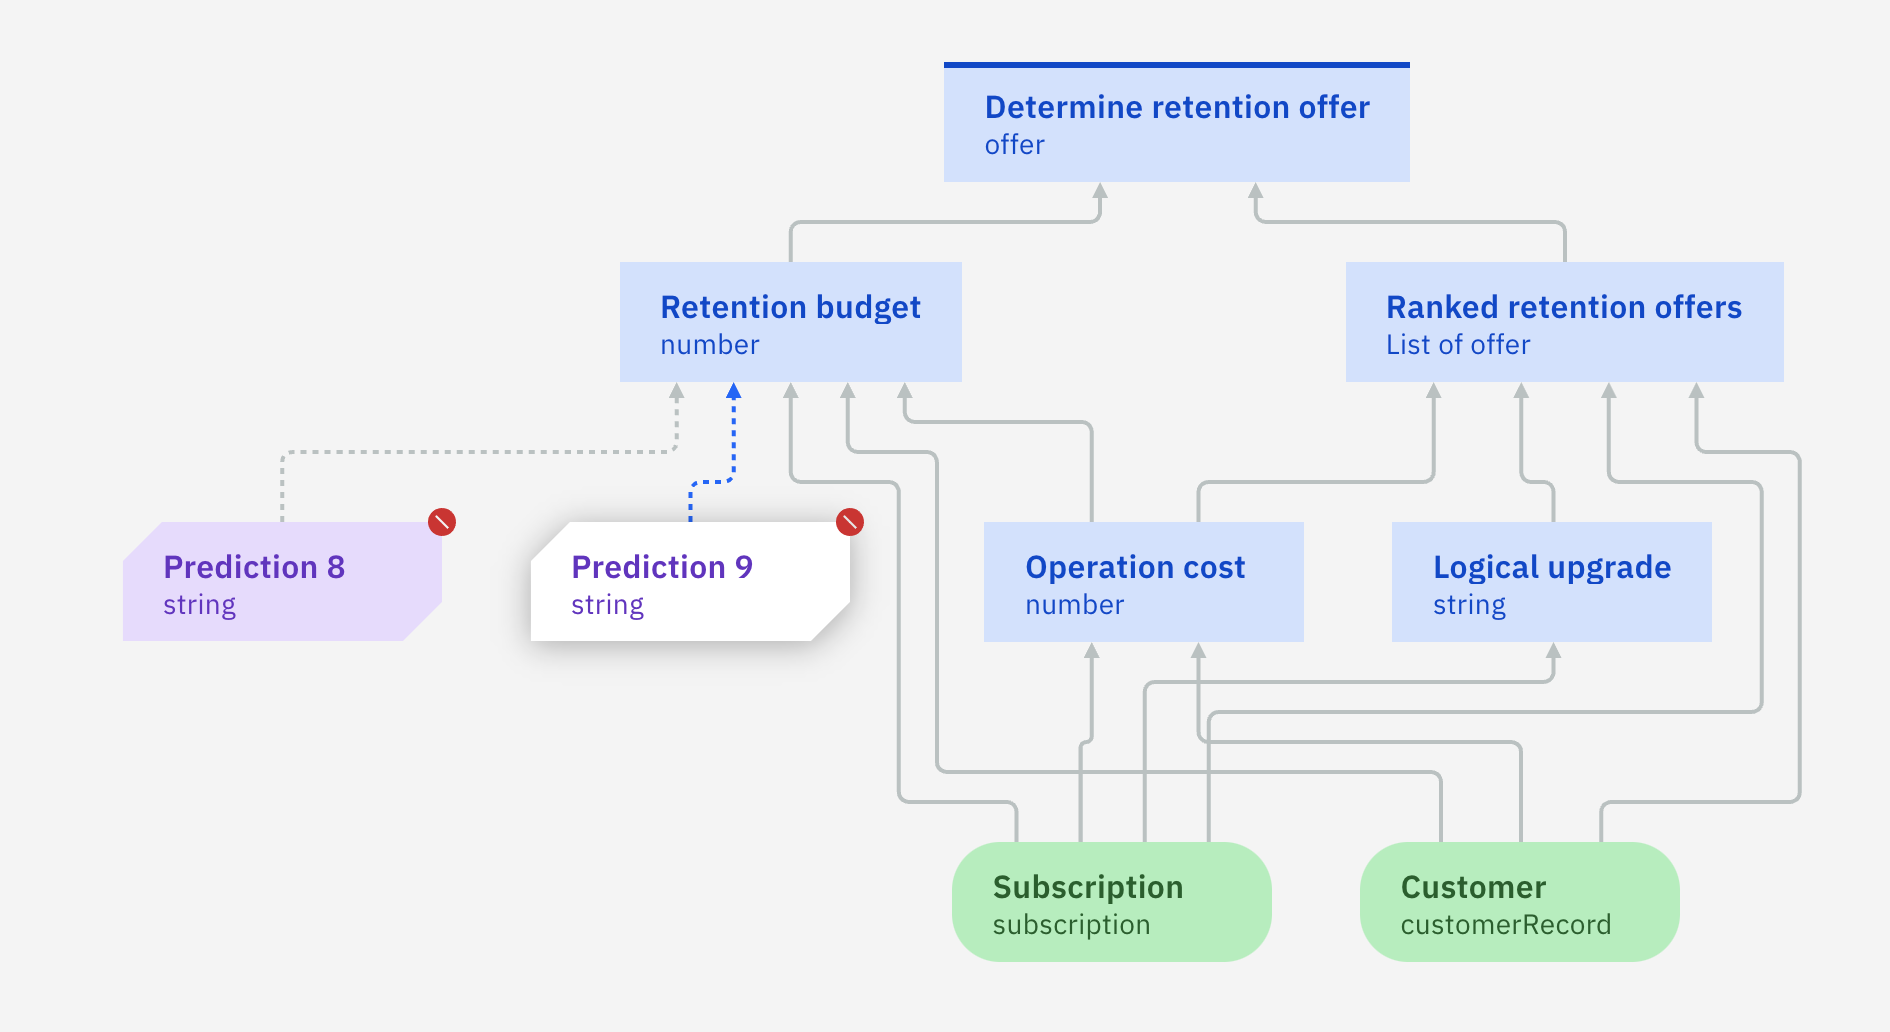 Determine retention offer
offer
Retention budget
number
Ranked retention offers
List of offer
Prediction 8
string
Prediction 9
string
Operation cost
number
Logical upgrade
string
Subscription
subscription
Customer
customerRecord